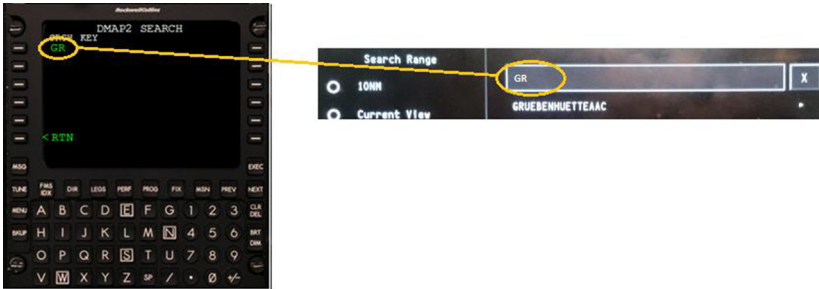 Rockwell Collins
DMAP2 SEARCH
SRCH KEY
GR
< RTN
MSG
EXEC
TUNE
FMS IDX
DIR
LEGS
PERF
PROG
FIX
MSN
PREV
NEXT
MENU
A B C D E F G 1 2 3
CLR DEL
BKUP
H I J K L M N 4 5 6
BRT DIM
O P Q R S T U 7 8 9
V W X Y Z SP / . Ø +/-
Search Range
10NM
Current View
GR
X
GRUEBENHUETTEAAC